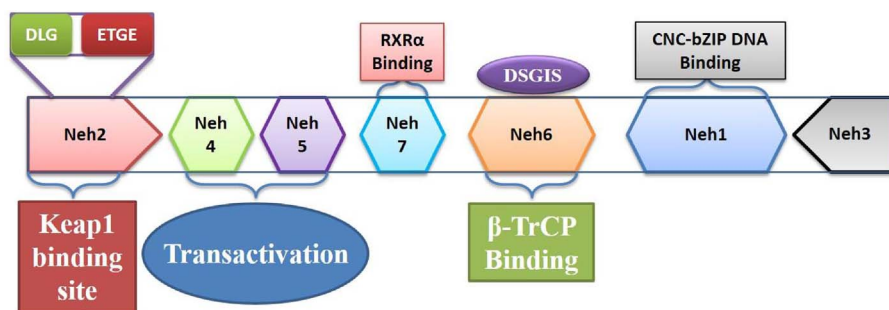 DLG
ETGE
RXRα
Binding
DSGIS
CNC-bZIP DNA
Binding
Neh2
Neh
4
Neh
5
Neh
7
Neh6
Neh1
Neh3
Keap1
binding
site
Transactivation
β-TrCP
Binding